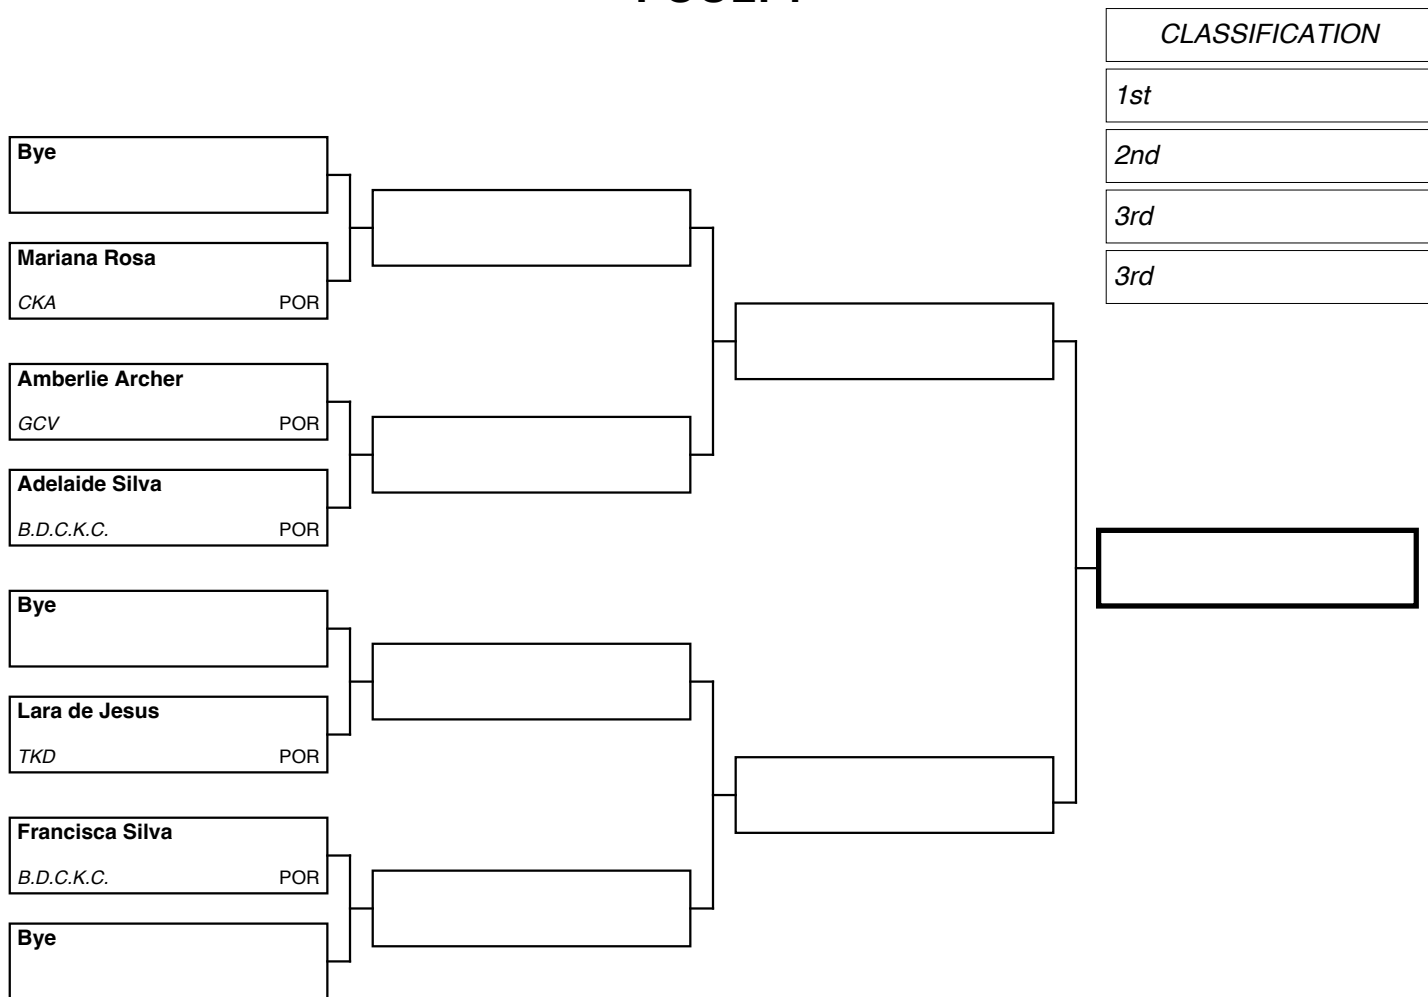 CLASSIFICATION
1st
2nd
3rd
3rd
Bye
Mariana Rosa
CKA POR
Amberlie Archer
GCV POR
Adelaide Silva
B.D.C.K.C. POR
Bye
Lara de Jesus
TKD POR
Francisca Silva
B.D.C.K.C. POR
Bye